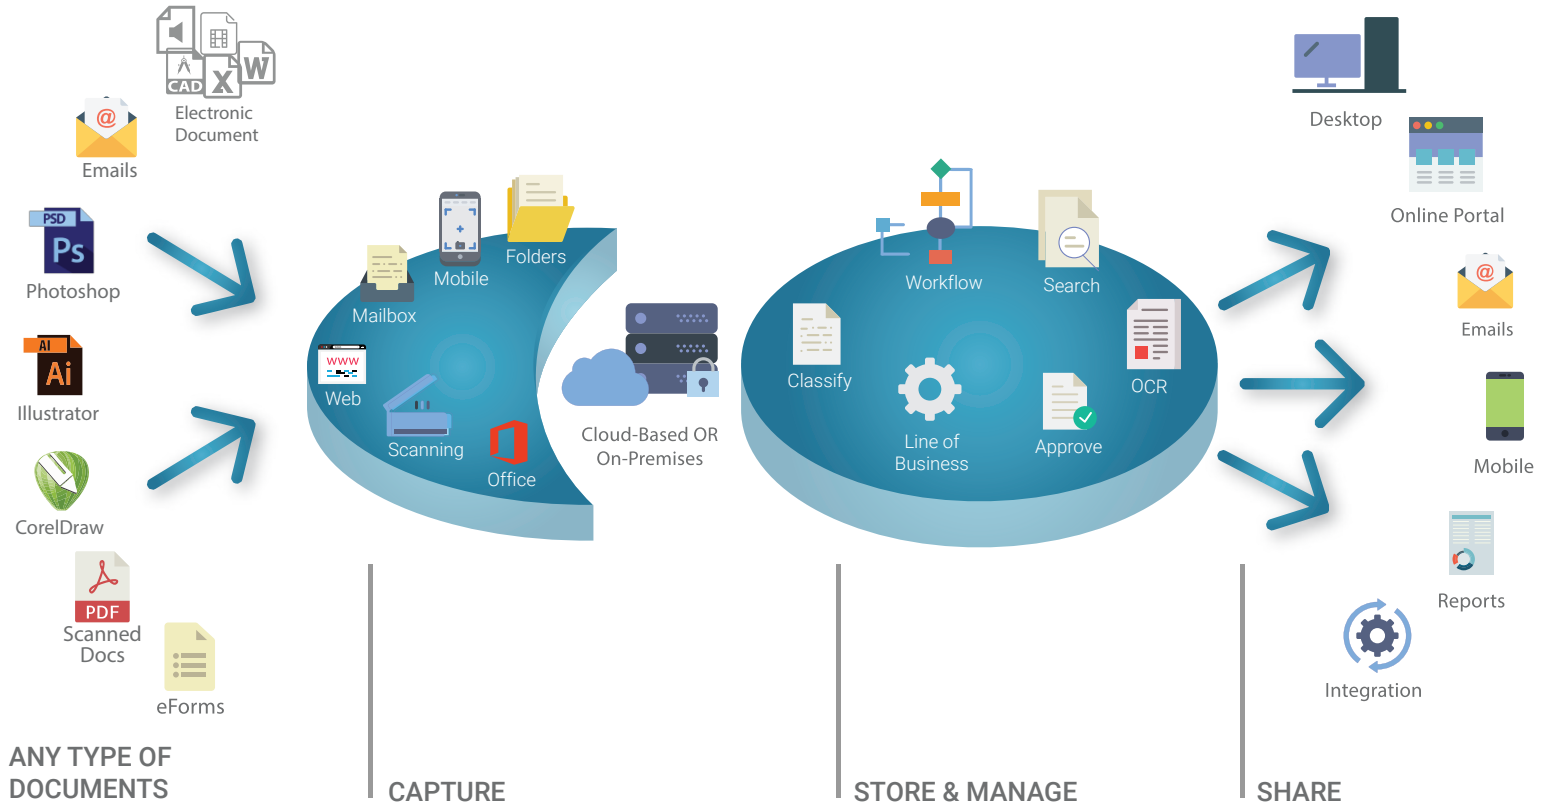 CAD
X
W
Electronic
Document
@
Emails
PSD
Ps
Photoshop
AI
Ai
Illustrator
CorelDraw
PDF
Scanned
Docs
eForms
ANY TYPE OF
DOCUMENTS
Folders
Mobile
Mailbox
www
Web
Scanning
Office
Cloud-Based OR
On-Premises
CAPTURE
Workflow
Search
Classify
OCR
Line of
Business
Approve
STORE & MANAGE
Desktop
Online Portal
@
Emails
Mobile
Reports
Integration
SHARE